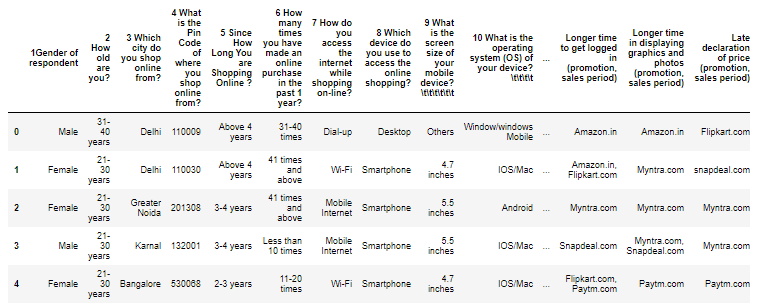 1Gender of respondent	2 How old are you?	3 Which city do you shop online from?	4 What is the Pin Code of where you shop online from?	5 Since How Long You are Shopping Online ?	6 How many times you have made an online purchase in the past 1 year?	7 How do you access the internet while shopping on-line?	8 Which device do you use to access the online shopping?	9 What is the screen size of your mobile device? \t\t\t\t\t\t	10 What is the operating system (OS) of your device? \t\t\t\t	...	Longer time to get logged in (promotion, sales period)	Longer time in displaying graphics and photos (promotion, sales period)	Late declaration of price (promotion, sales period)
0	Male	31-40 years	Delhi	110009	Above 4 years	31-40 times	Dial-up	Desktop	Others	Window/windows Mobile	...	Amazon.in	Amazon.in	Flipkart.com
1	Female	21-30 years	Delhi	110030	Above 4 years	41 times and above	Wi-Fi	Smartphone	4.7 inches	IOS/Mac	...	Amazon.in, Flipkart.com	Myntra.com	snapdeal.com
2	Female	21-30 years	Greater Noida	201308	3-4 years	41 times and above	Mobile Internet	Smartphone	5.5 inches	Android	...	Myntra.com	Myntra.com	Myntra.com
3	Male	21-30 years	Karnal	132001	3-4 years	Less than 10 times	Mobile Internet	Smartphone	5.5 inches	IOS/Mac	...	Snapdeal.com	Myntra.com, Snapdeal.com	Myntra.com
4	Female	21-30 years	Bangalore	530068	2-3 years	11-20 times	Wi-Fi	Smartphone	4.7 inches	IOS/Mac	...	Flipkart.com, Paytm.com	Paytm.com	Paytm.com